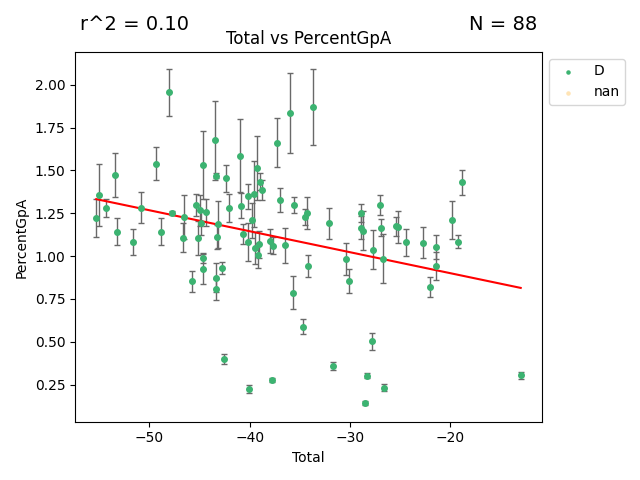 r^2 = 0.10
N = 88
Total vs PercentGpA
D
nan
PercentGpA
2.00
1.75
1.50
1.25
1.00
0.75
0.50
0.25
−50
−40
−30
−20
Total